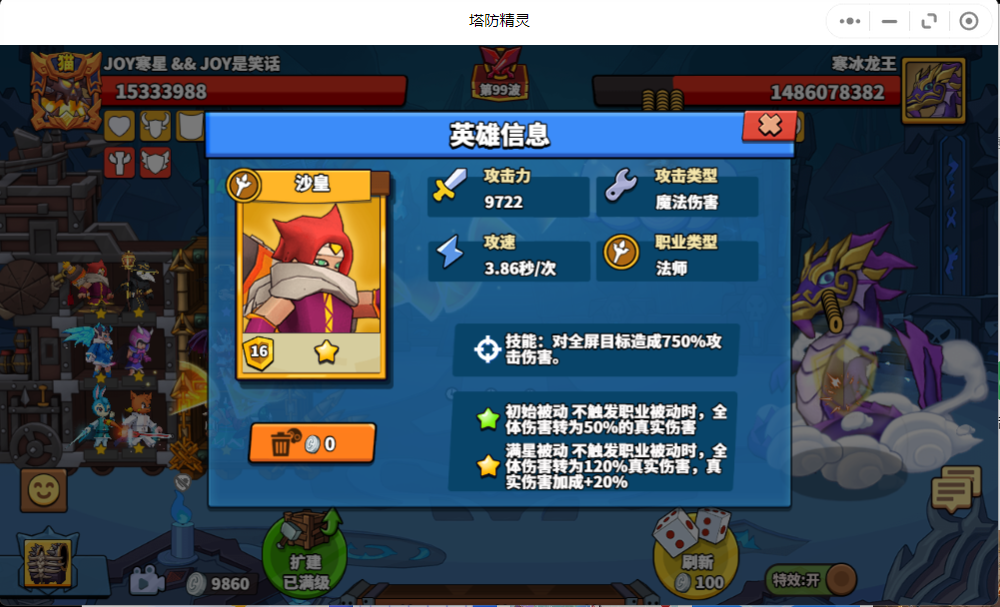 塔防精灵
猫
JOY寒星 && JOY是笑话
15333988
第99波
寒冰龙王
1486078382
英雄信息
沙皇
16
0
攻击力
9722
攻击类型
魔法伤害
攻速
3.86秒/次
职业类型
法师
技能：对全屏目标造成750%攻
击伤害。
初始被动 不触发职业被动时，全
体伤害转为50%的真实伤害
满星被动 不触发职业被动时，全
体伤害转为120%真实伤害，真
实伤害加成+20%
9860
扩建
已满级
刷新
100
特效:开